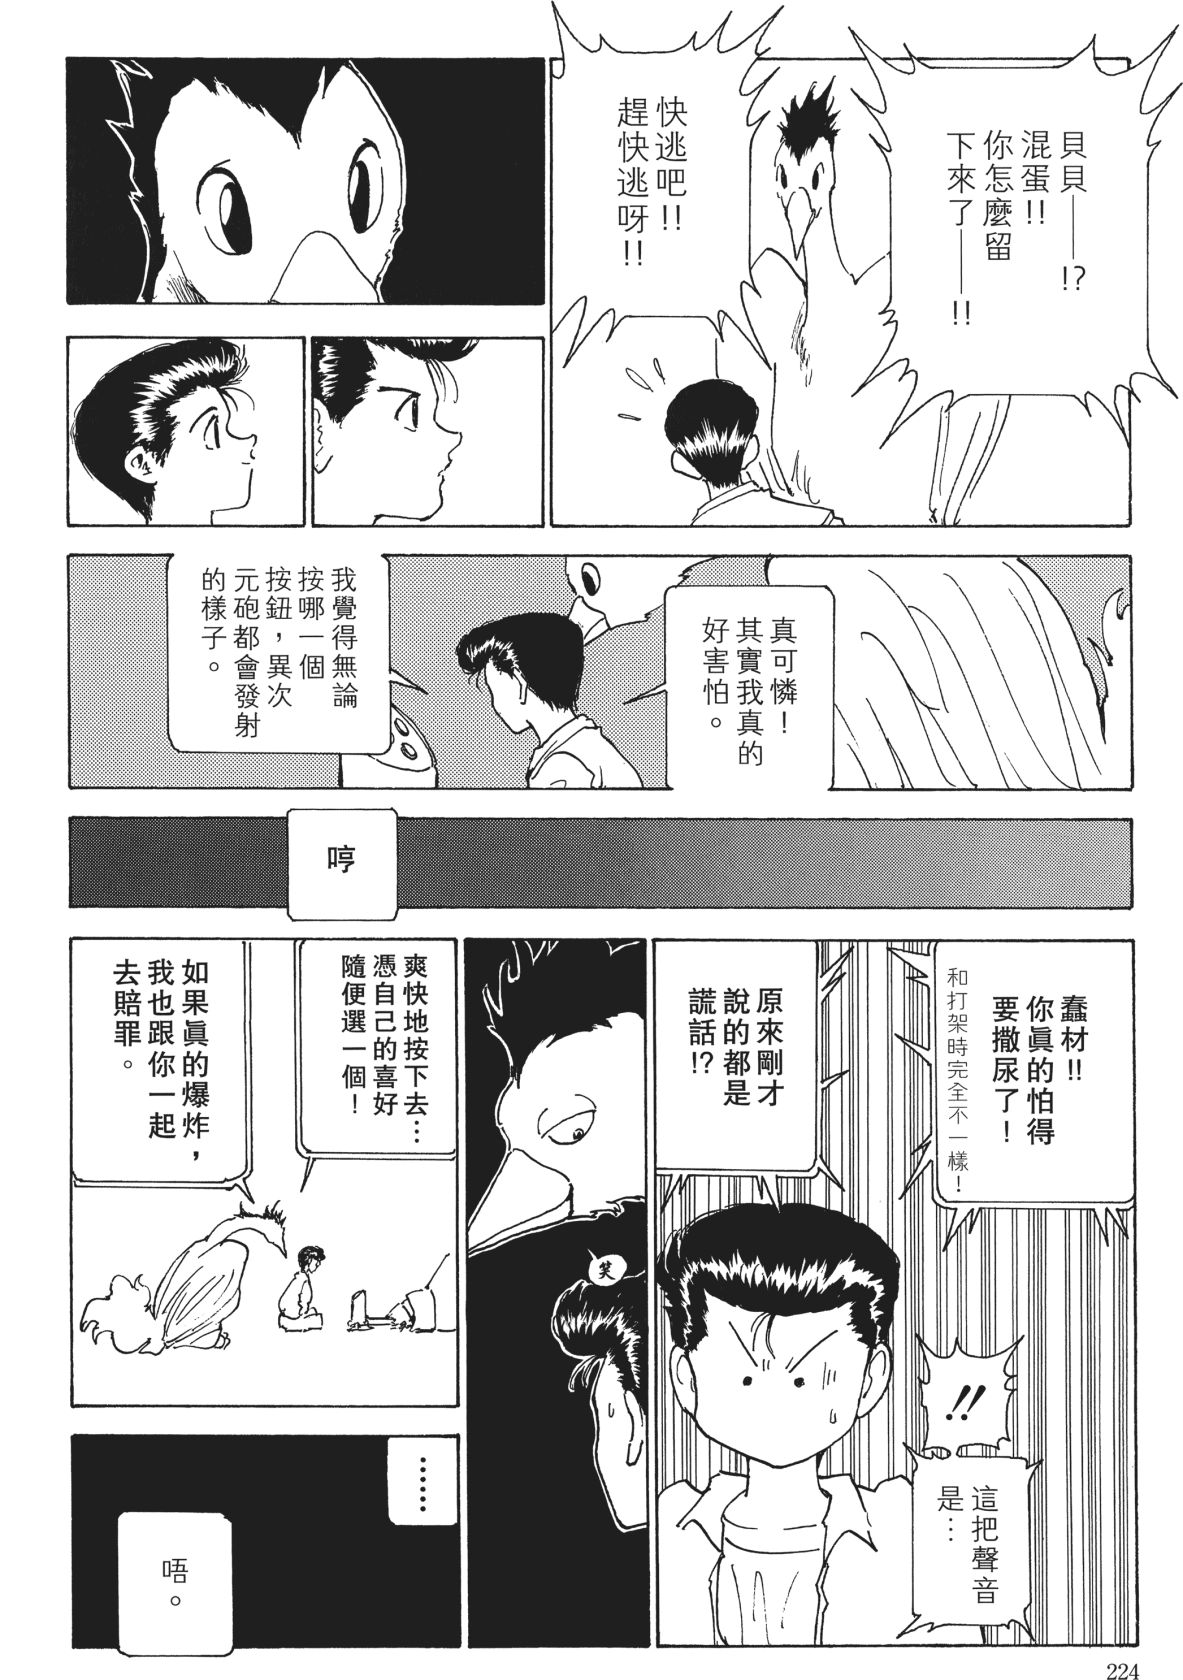 貝貝——!?
混蛋!!
你怎麼留
下來了——!!
快逃吧!!
趕快逃呀!!
真可憐！
其實我真的
好害怕。
我覺得無論
按哪一個
按鈕，異次
元砲都會發射
的樣子。
哼
蠢材!!
你眞的怕得
要撒尿了！
和打架時完全不一樣！
原來剛才
說的都是
謊話!?
!!
這把聲音
是…
笑
爽快地按下去…
憑自己的喜好
隨便選一個！
如果眞的爆炸，
我也跟你一起
去賠罪。
……
唔。
224